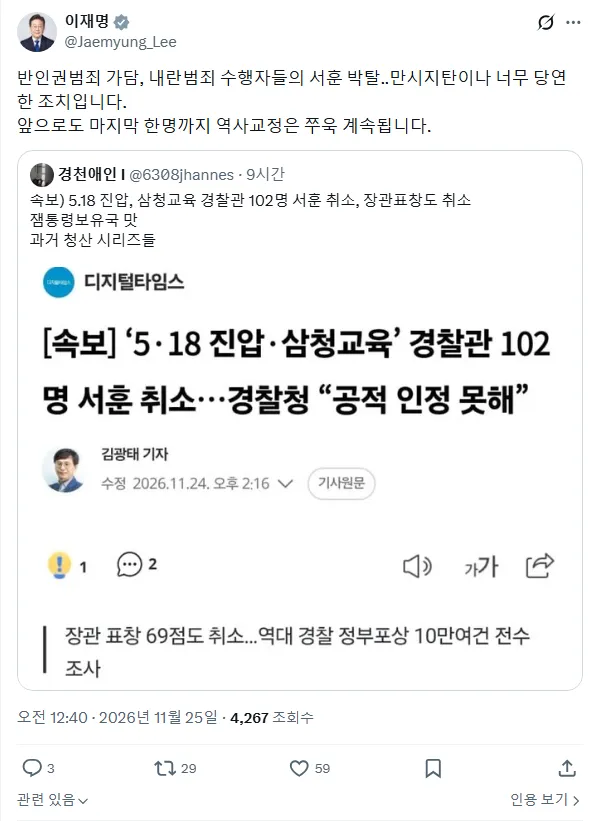 이재명
@Jaemyung_Lee
반인권범죄 가담, 내란범죄 수행자들의 서훈 박탈..만시지탄이나 너무 당연
한 조치입니다.
앞으로도 마지막 한명까지 역사교정은 쭈욱 계속됩니다.
경천애인 I @6308jhannes · 9시간
속보) 5.18 진압, 삼청교육 경찰관 102명 서훈 취소, 장관표창도 취소
잼통령보유국 맛
과거 청산 시리즈들
디지털타임스 디지털타임스
[속보] ‘5·18 진압·삼청교육’ 경찰관 102
명 서훈 취소…경찰청 “공적 인정 못해”
김광태 기자
수정 2026.11.24. 오후 2:16 기사원문
1 2 가가
장관 표창 69점도 취소…역대 경찰 정부포상 10만여건 전수
조사
오전 12:40 · 2026년 11월 25일 · 4,267 조회수
3 29 59
관련 있음 인용 보기